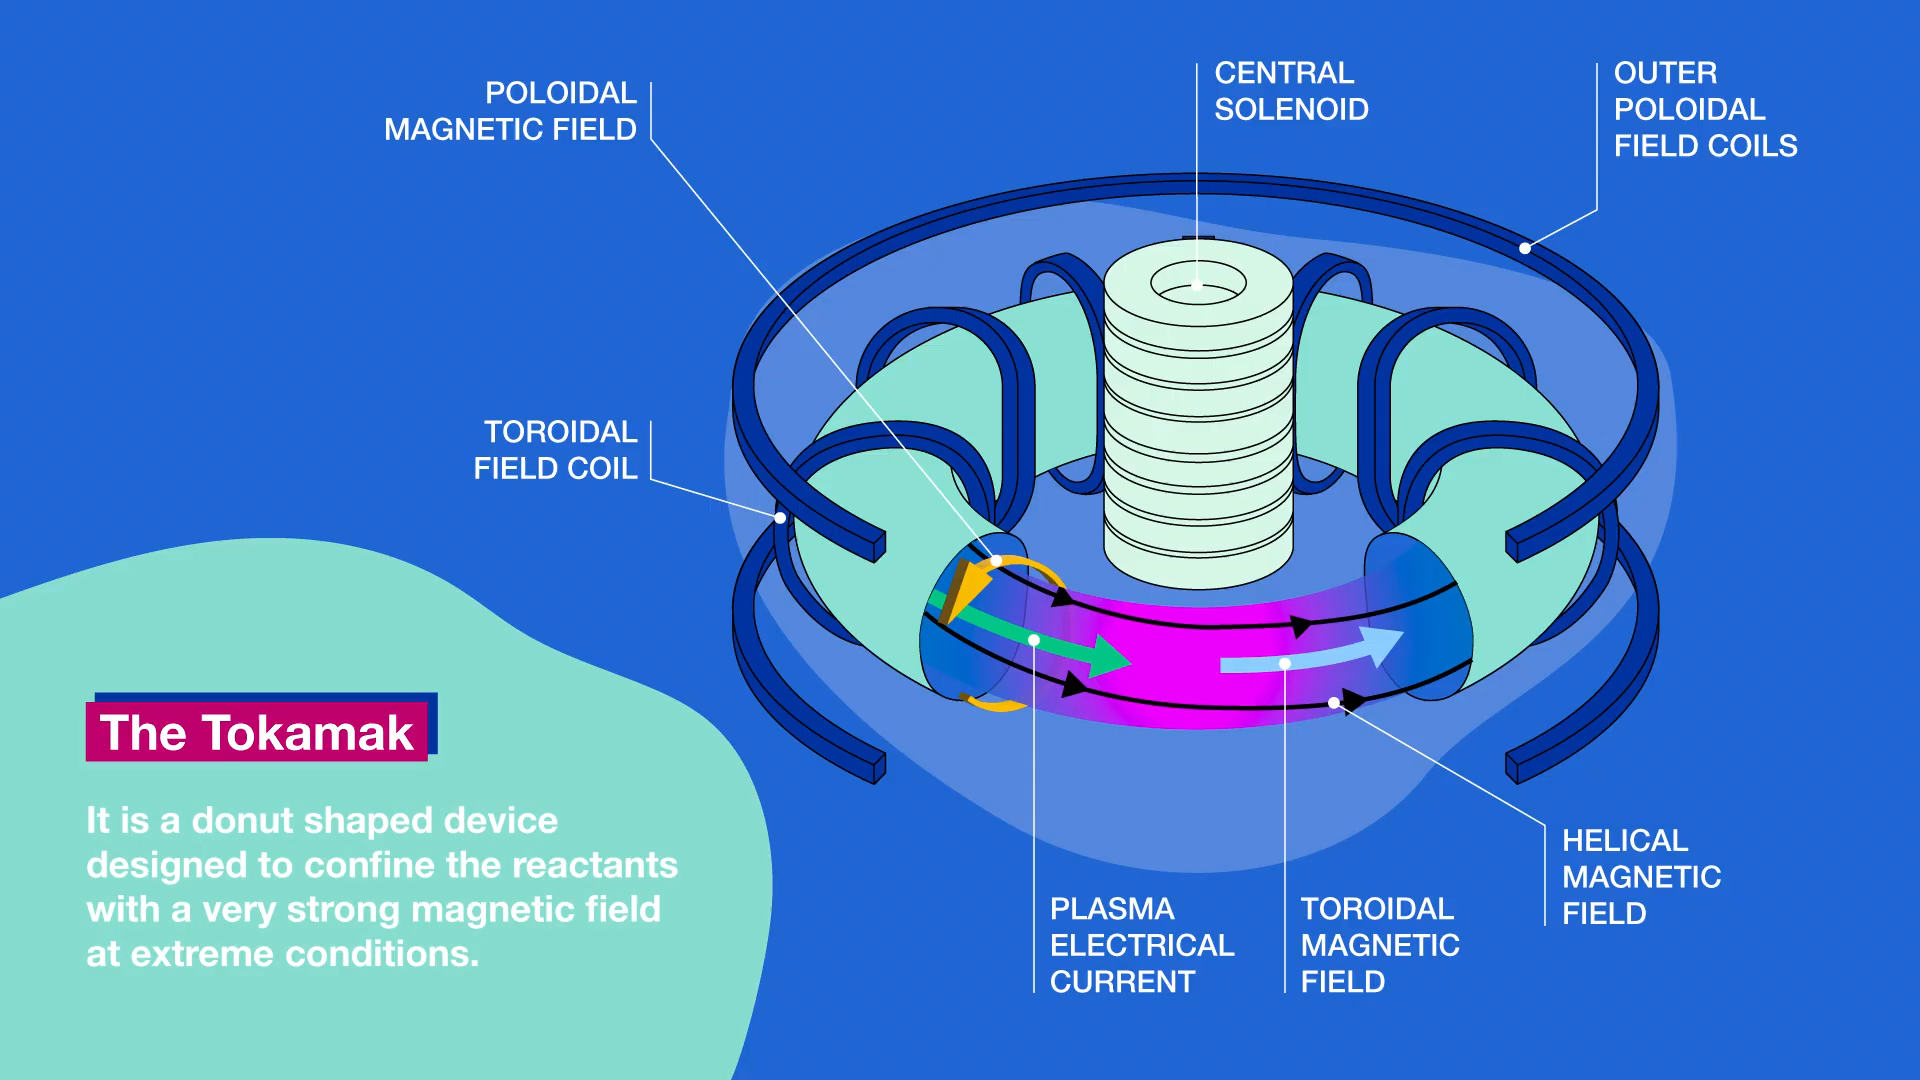 POLOIDAL
MAGNETIC FIELD
CENTRAL
SOLENOID
OUTER
POLOIDAL
FIELD COILS
TOROIDAL
FIELD COIL
The Tokamak
It is a donut shaped device
designed to confine the reactants
with a very strong magnetic field
at extreme conditions.
PLASMA
ELECTRICAL
CURRENT
TOROIDAL
MAGNETIC
FIELD
HELICAL
MAGNETIC
FIELD